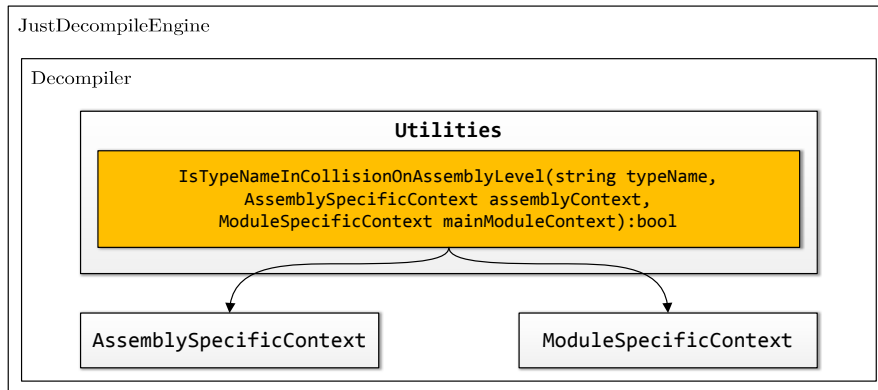 JustDecompileEngine
Decompiler
Utilities
IsTypeNameInCollisionOnAssemblyLevel(string typeName,
AssemblySpecificContext assemblyContext,
ModuleSpecificContext mainModuleContext):bool
AssemblySpecificContext
ModuleSpecificContext